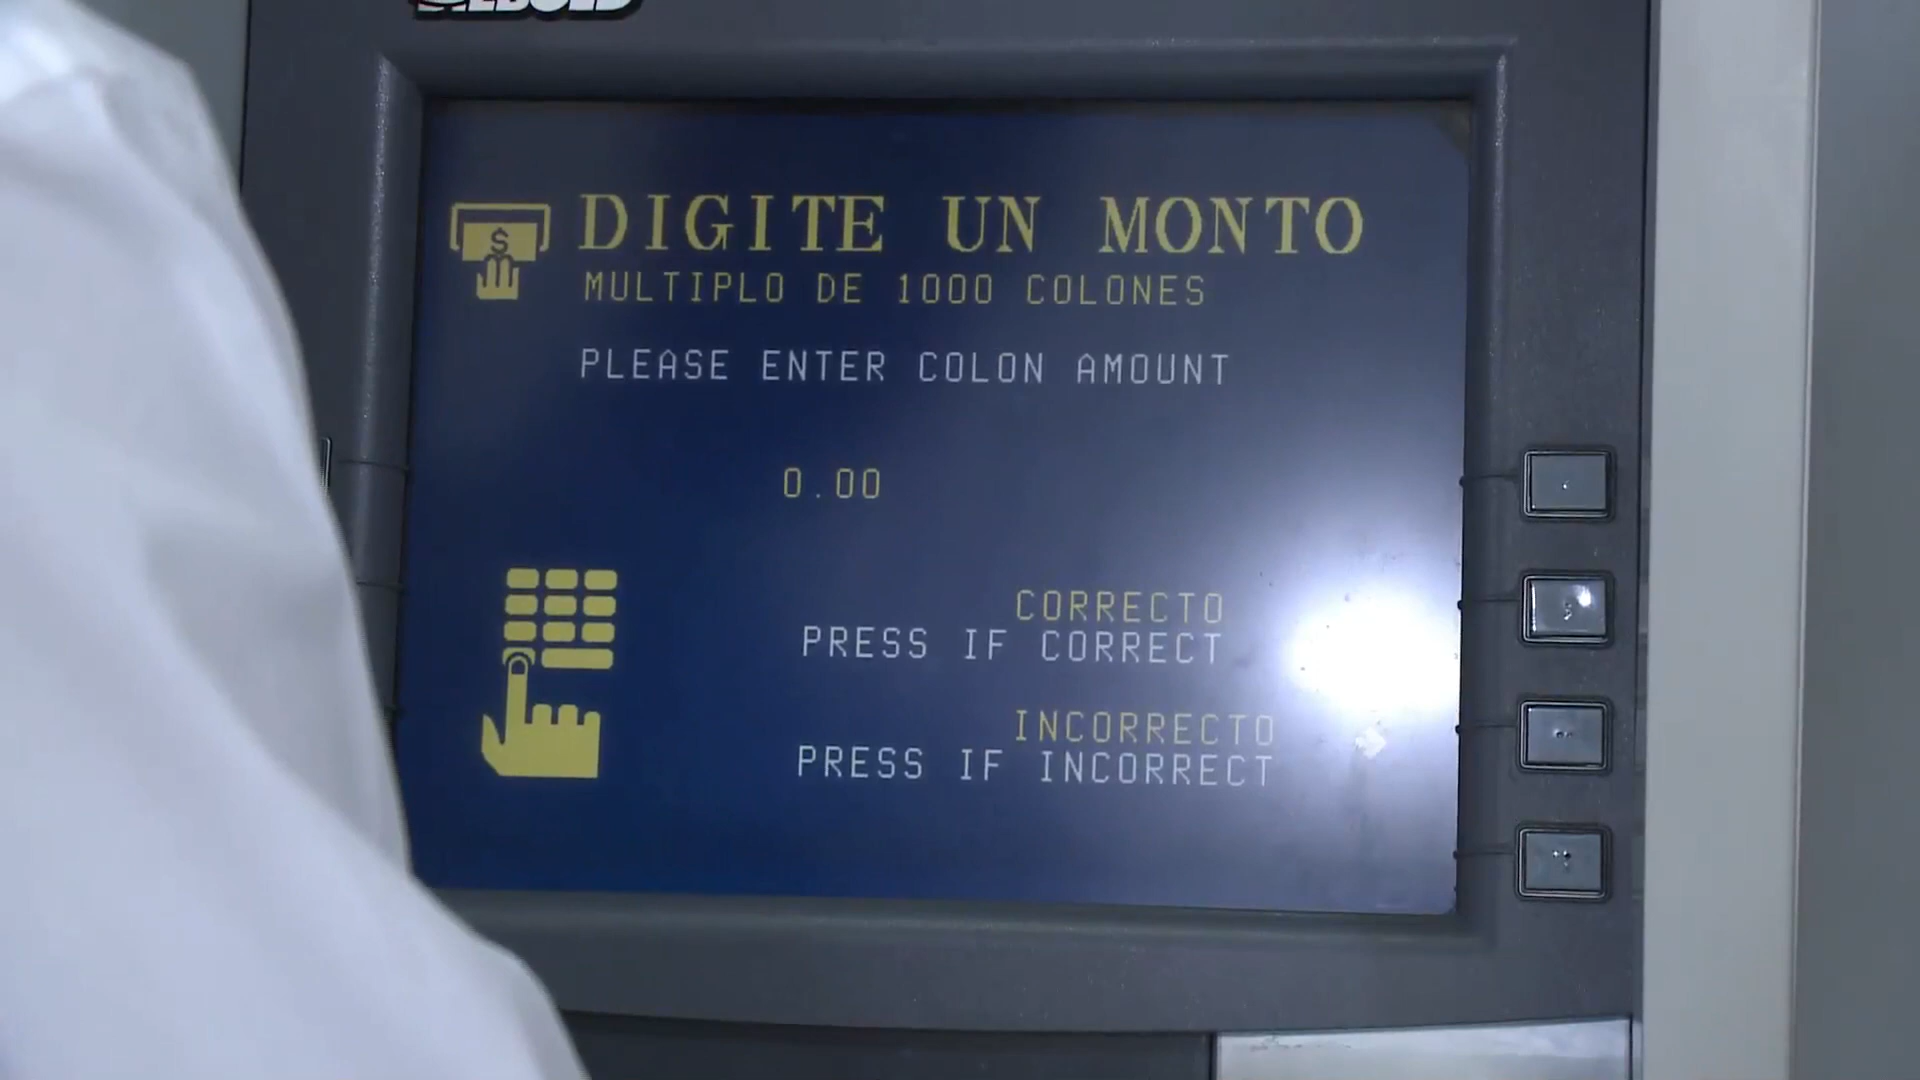 DIGITE UN MONTO
MULTIPLO DE 1000 COLONES
PLEASE ENTER COLON AMOUNT
0.00
CORRECTO
PRESS IF CORRECT
INCORRECTO
PRESS IF INCORRECT